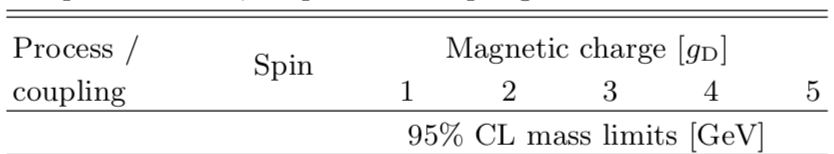 Process / Spin Magnetic charge [gD]
coupling 1 2 3 4 5
95% CL mass limits [GeV]